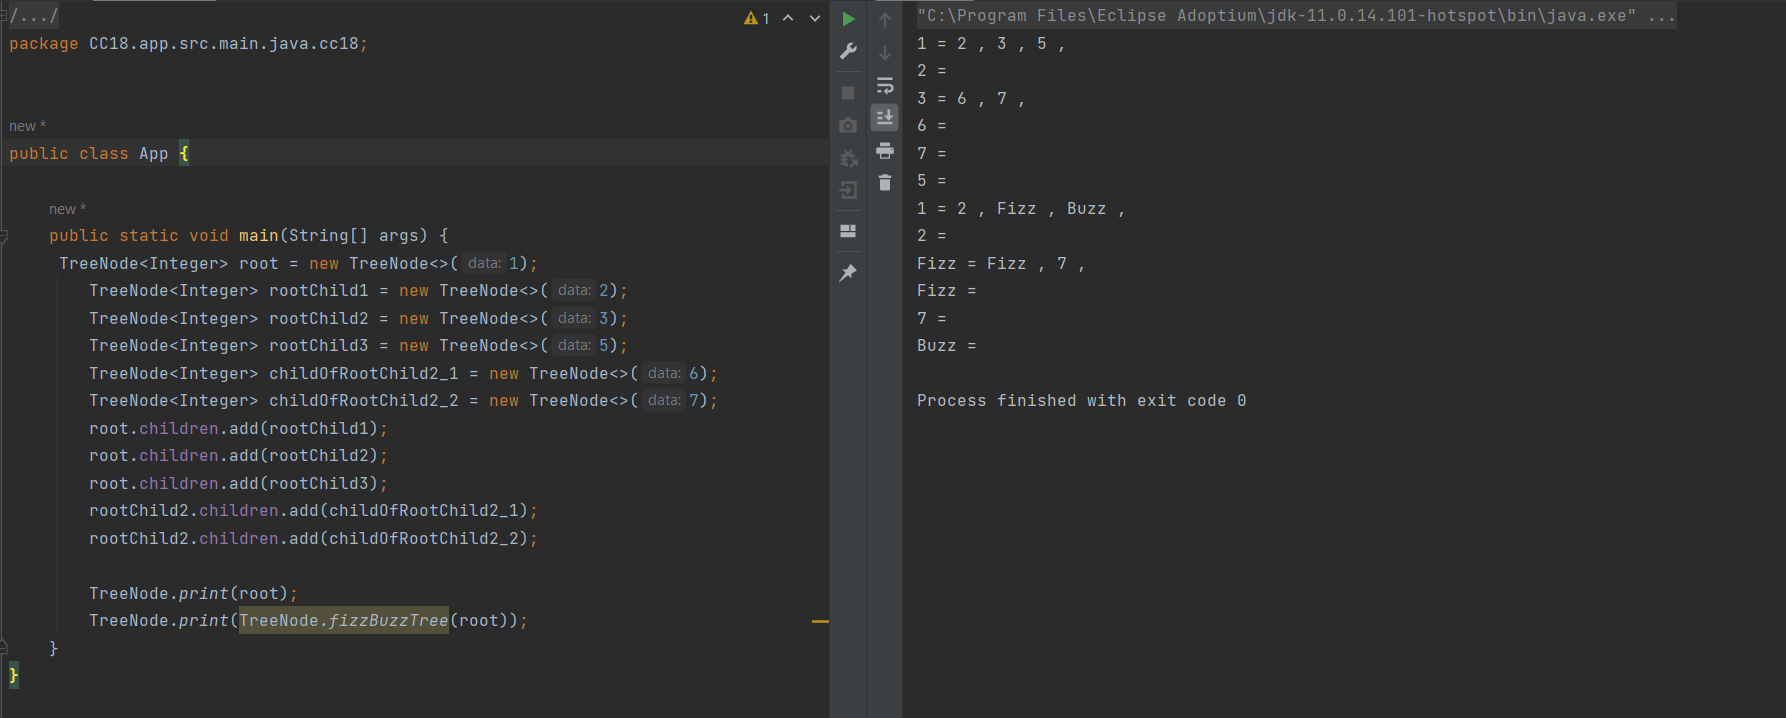 /.../
1
package CC18.app.src.main.java.cc18;
new *
public class App {
new *
public static void main(String[] args) {
TreeNode<Integer> root = new TreeNode<>( data: 1);
TreeNode<Integer> rootChild1 = new TreeNode<>( data: 2);
TreeNode<Integer> rootChild2 = new TreeNode<>( data: 3);
TreeNode<Integer> rootChild3 = new TreeNode<>( data: 5);
TreeNode<Integer> childOfRootChild2_1 = new TreeNode<>( data: 6);
TreeNode<Integer> childOfRootChild2_2 = new TreeNode<>( data: 7);
root.children.add(rootChild1);
root.children.add(rootChild2);
root.children.add(rootChild3);
rootChild2.children.add(childOfRootChild2_1);
rootChild2.children.add(childOfRootChild2_2);
TreeNode.print(root);
TreeNode.print(TreeNode.fizzBuzzTree(root));
}
}
"C:\Program Files\Eclipse Adoptium\jdk-11.0.14.101-hotspot\bin\java.exe" ...
1 = 2 , 3 , 5 ,
2 =
3 = 6 , 7 ,
6 =
7 =
5 =
1 = 2 , Fizz , Buzz ,
2 =
Fizz = Fizz , 7 ,
Fizz =
7 =
Buzz =
Process finished with exit code 0